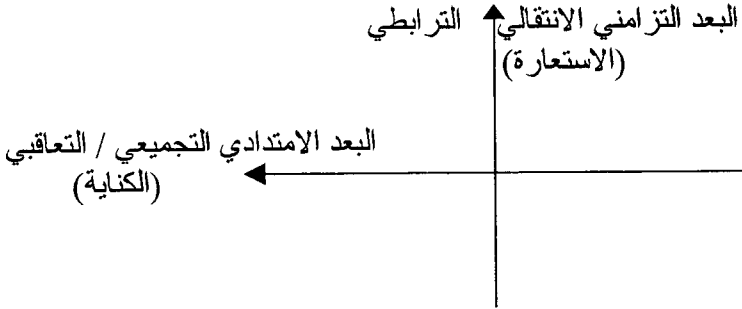 البعد التزامني الانتقالي الترابطي
(الاستعارة)
البعد الامتدادي التجميعي / التعاقبي
(الكناية)